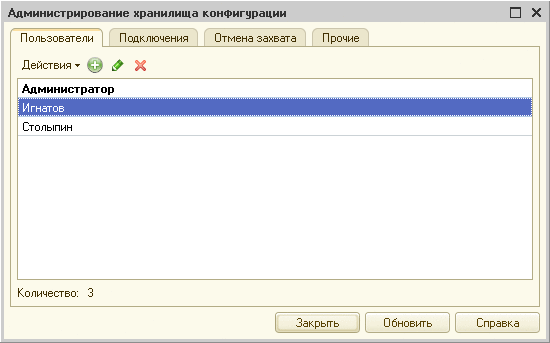 Администрирование хранилища конфигурации
Пользователи Подключения Отмена захвата Прочие
Действия
Администратор
Игнатов
Столыпин
Количество: 3
Закрыть Обновить Справка